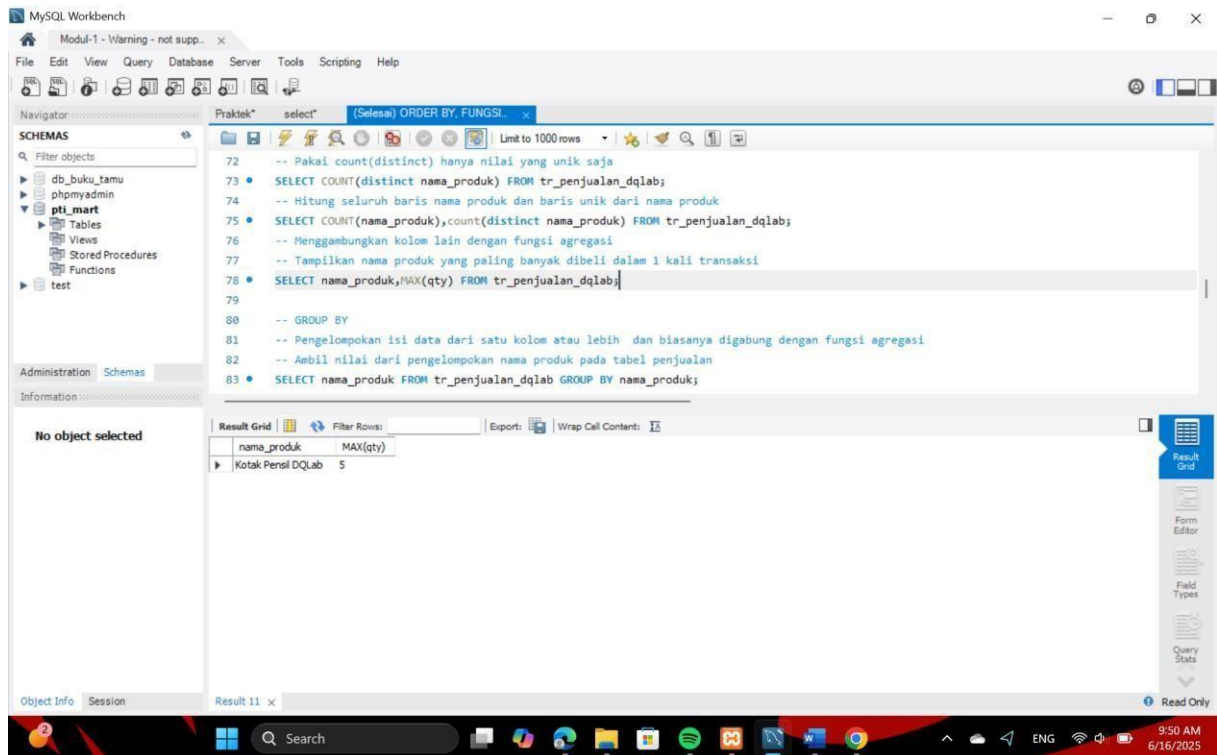 MySQL Workbench
Modul-1 - Warning - not supp..
File Edit View Query Database Server Tools Scripting Help
Navigator
Praktek* select* (Selesai) ORDER BY, FUNGSI..
SCHEMAS
Limit to 1000 rows
Filter objects
db_buku_tamu
phpmyadmin
pti_mart
Tables
Views
Stored Procedures
Functions
test
72 -- Pakai count(distinct) hanya nilai yang unik saja
73 SELECT COUNT(distinct nama_produk) FROM tr_penjualan_dqlab;
74 -- Hitung seluruh baris nama produk dan baris unik dari nama produk
75 SELECT COUNT(nama_produk),count(distinct nama_produk) FROM tr_penjualan_dqlab;
76 -- Menggambungkan kolom lain dengan fungsi agregasi
77 -- Tampilkan nama produk yang paling banyak dibeli dalam 1 kali transaksi
78 SELECT nama_produk,MAX(qty) FROM tr_penjualan_dqlab;
79
80 -- GROUP BY
81 -- Pengelompokan isi data dari satu kolom atau lebih dan biasanya digabung dengan fungsi agregasi
82 -- Ambil nilai dari pengelompokan nama produk pada tabel penjualan
83 SELECT nama_produk FROM tr_penjualan_dqlab GROUP BY nama_produk;
Administration Schemas
Information
No object selected
Result Grid Filter Rows: Export: Wrap Cell Content:
nama_produk MAX(qty)
Kotak Pensil DQLab 5
Result
Grid
Form
Editor
Field
Types
Query
Stats
Object Info Session
Result 11
Read Only
2
Search
ENG
9:50 AM
6/16/2025